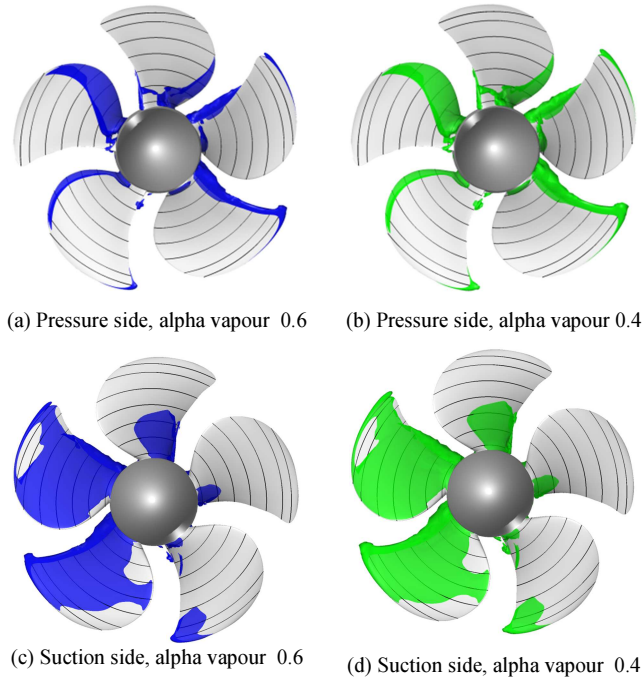 (a) Pressure side, alpha vapour 0.6
(b) Pressure side, alpha vapour 0.4
(c) Suction side, alpha vapour 0.6
(d) Suction side, alpha vapour 0.4